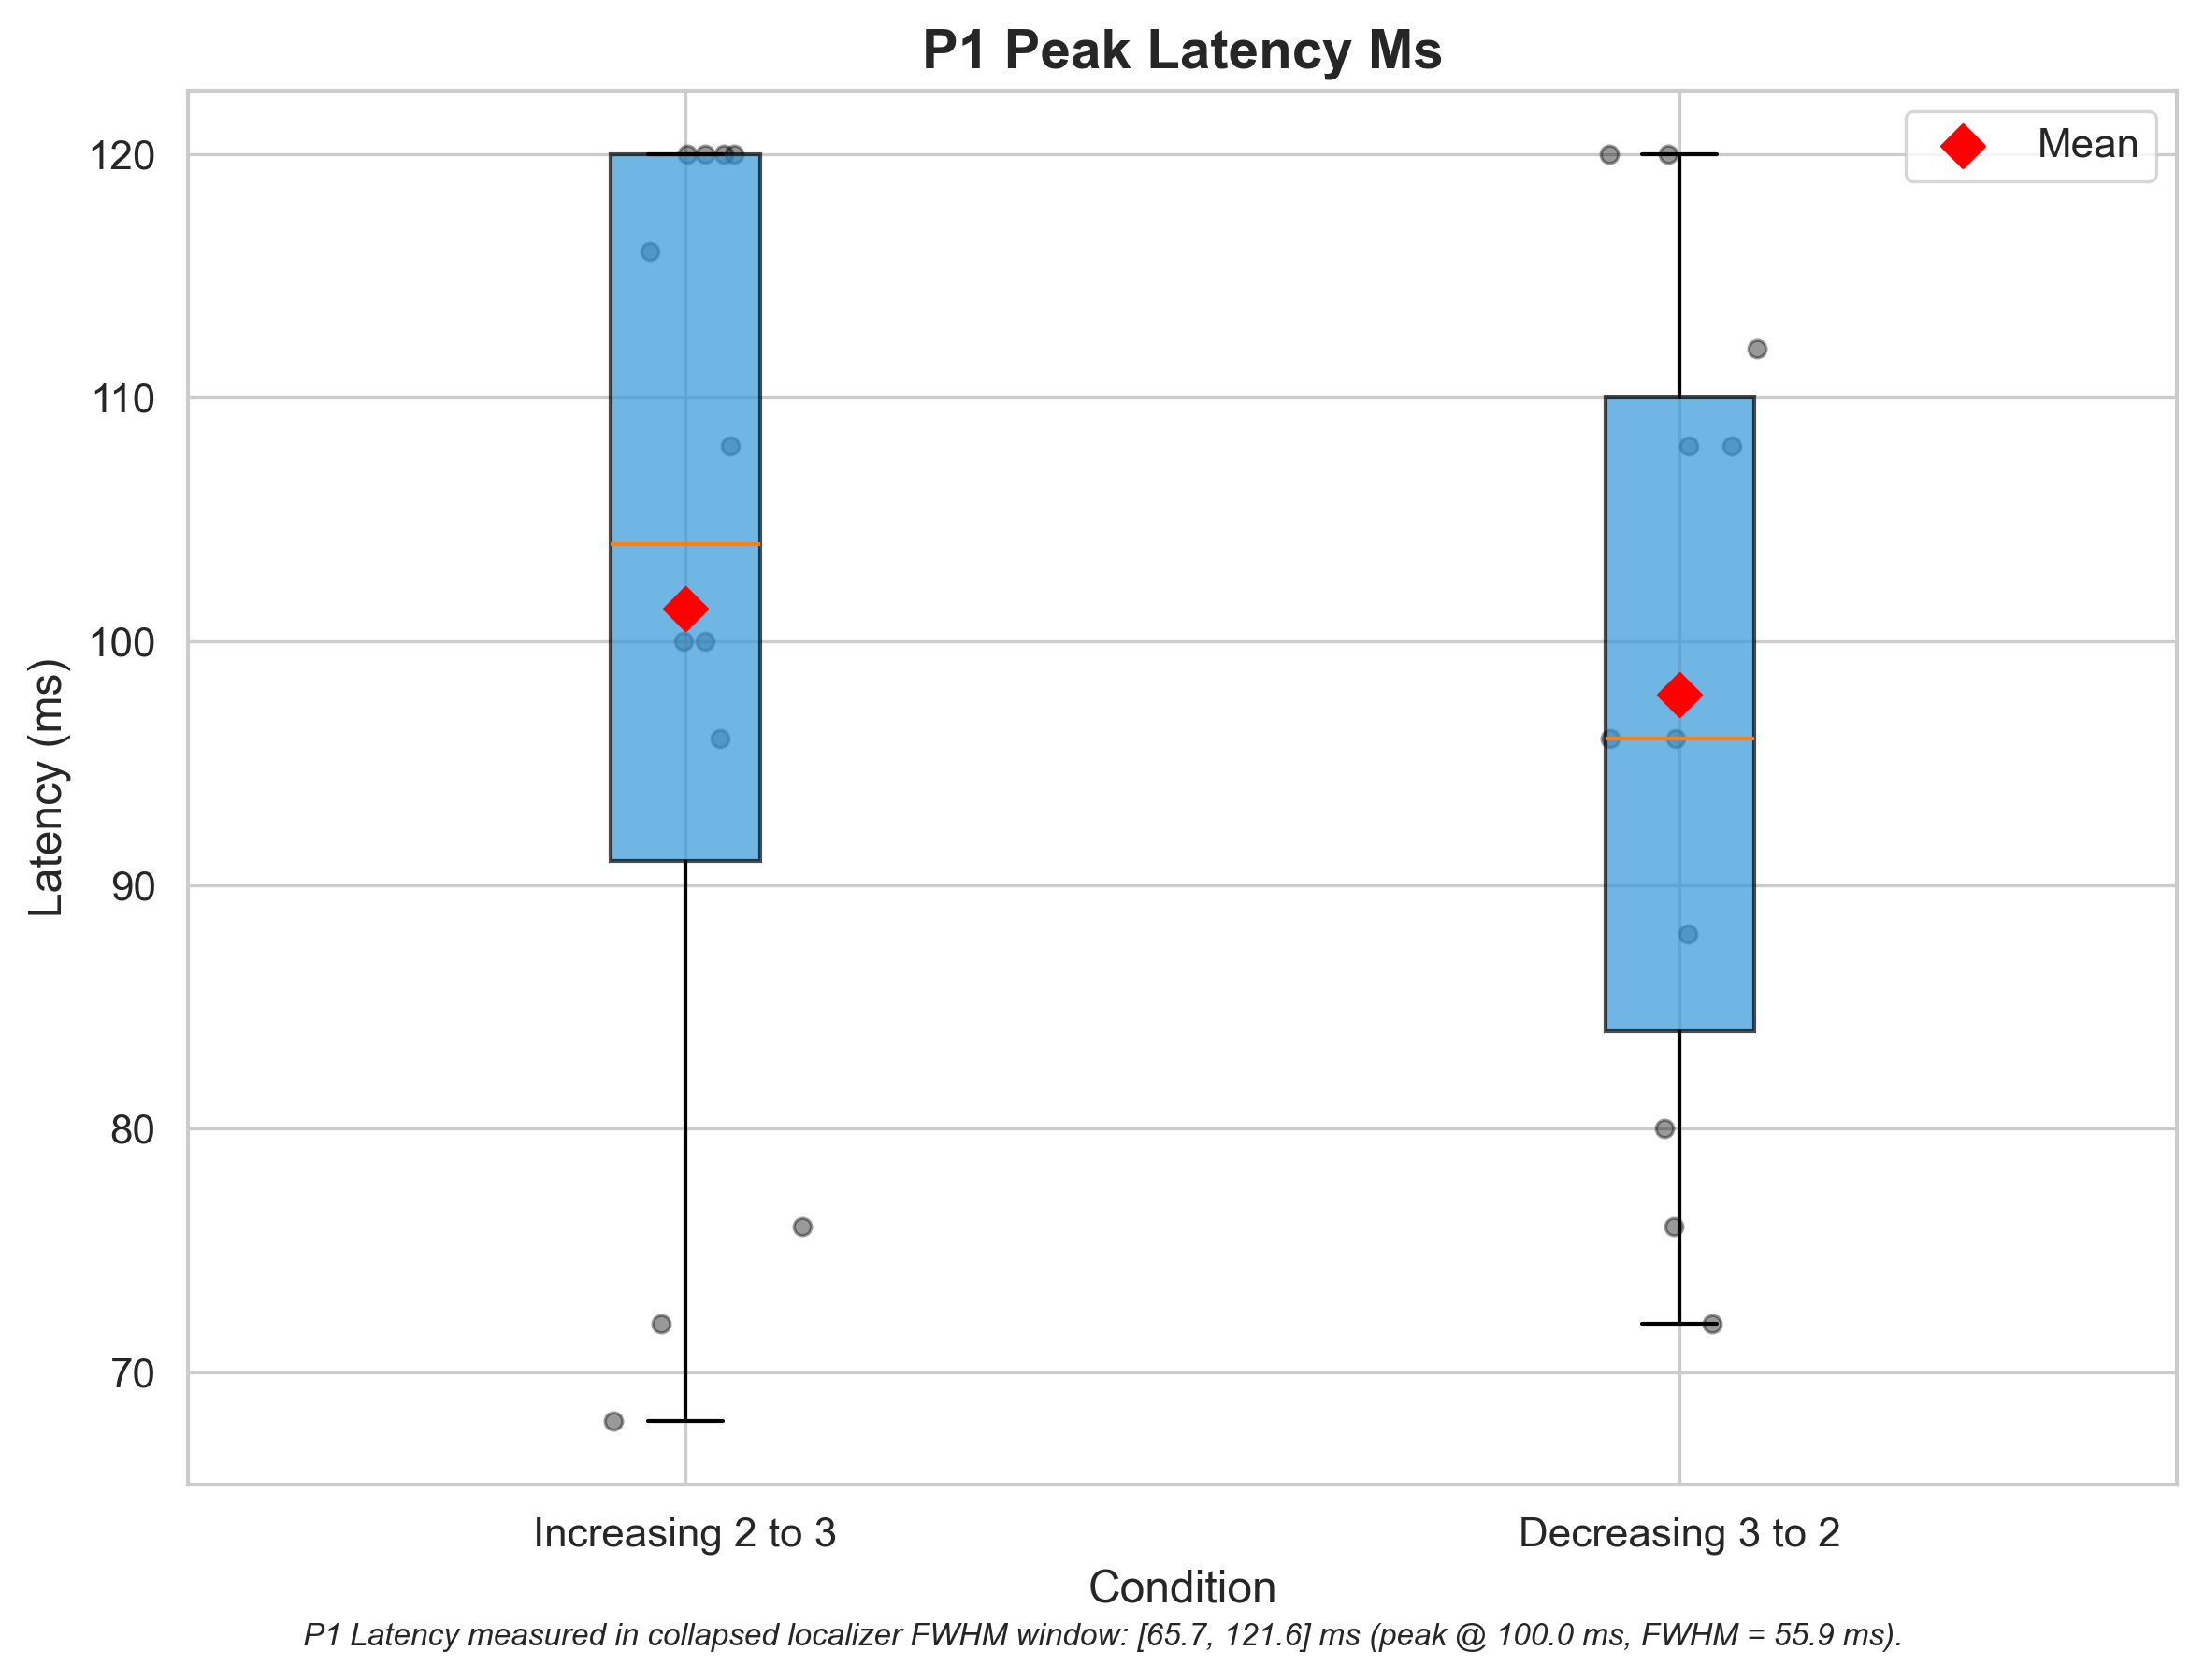 P1 Peak Latency Ms
Mean
120
110
100
90
80
70
Latency (ms)
Increasing 2 to 3
Decreasing 3 to 2
Condition
P1 Latency measured in collapsed localizer FWHM window: [65.7, 121.6] ms (peak @ 100.0 ms, FWHM = 55.9 ms).